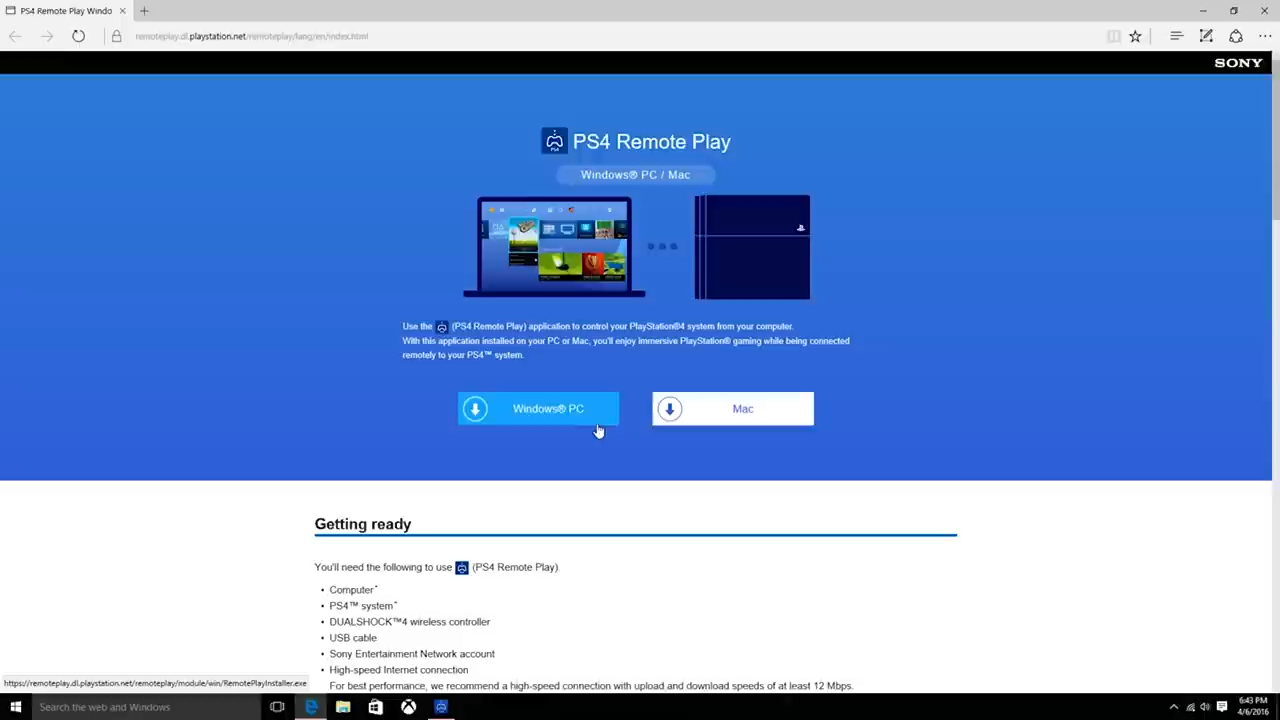 PS4 Remote Play Windo
remoteplay.dl.playstation.net/remoteplay/lang/en/index.html
SONY
PS4 Remote Play
Windows® PC / Mac
Use the (PS4 Remote Play) application to control your PlayStation®4 system from your computer.
With this application installed on your PC or Mac, you'll enjoy immersive PlayStation® gaming while being connected
remotely to your PS4™ system.
Windows® PC
Mac
Getting ready
You'll need the following to use (PS4 Remote Play)
• Computer*
• PS4™ system*
• DUALSHOCK™4 wireless controller
• USB cable
• Sony Entertainment Network account
• High-speed Internet connection
For best performance, we recommend a high-speed connection with upload and download speeds of at least 12 Mbps.
https://remoteplay.dl.playstation.net/remoteplay/module/win/RemotePlayInstaller.exe
Search the web and Windows
6:43 PM
4/6/2016